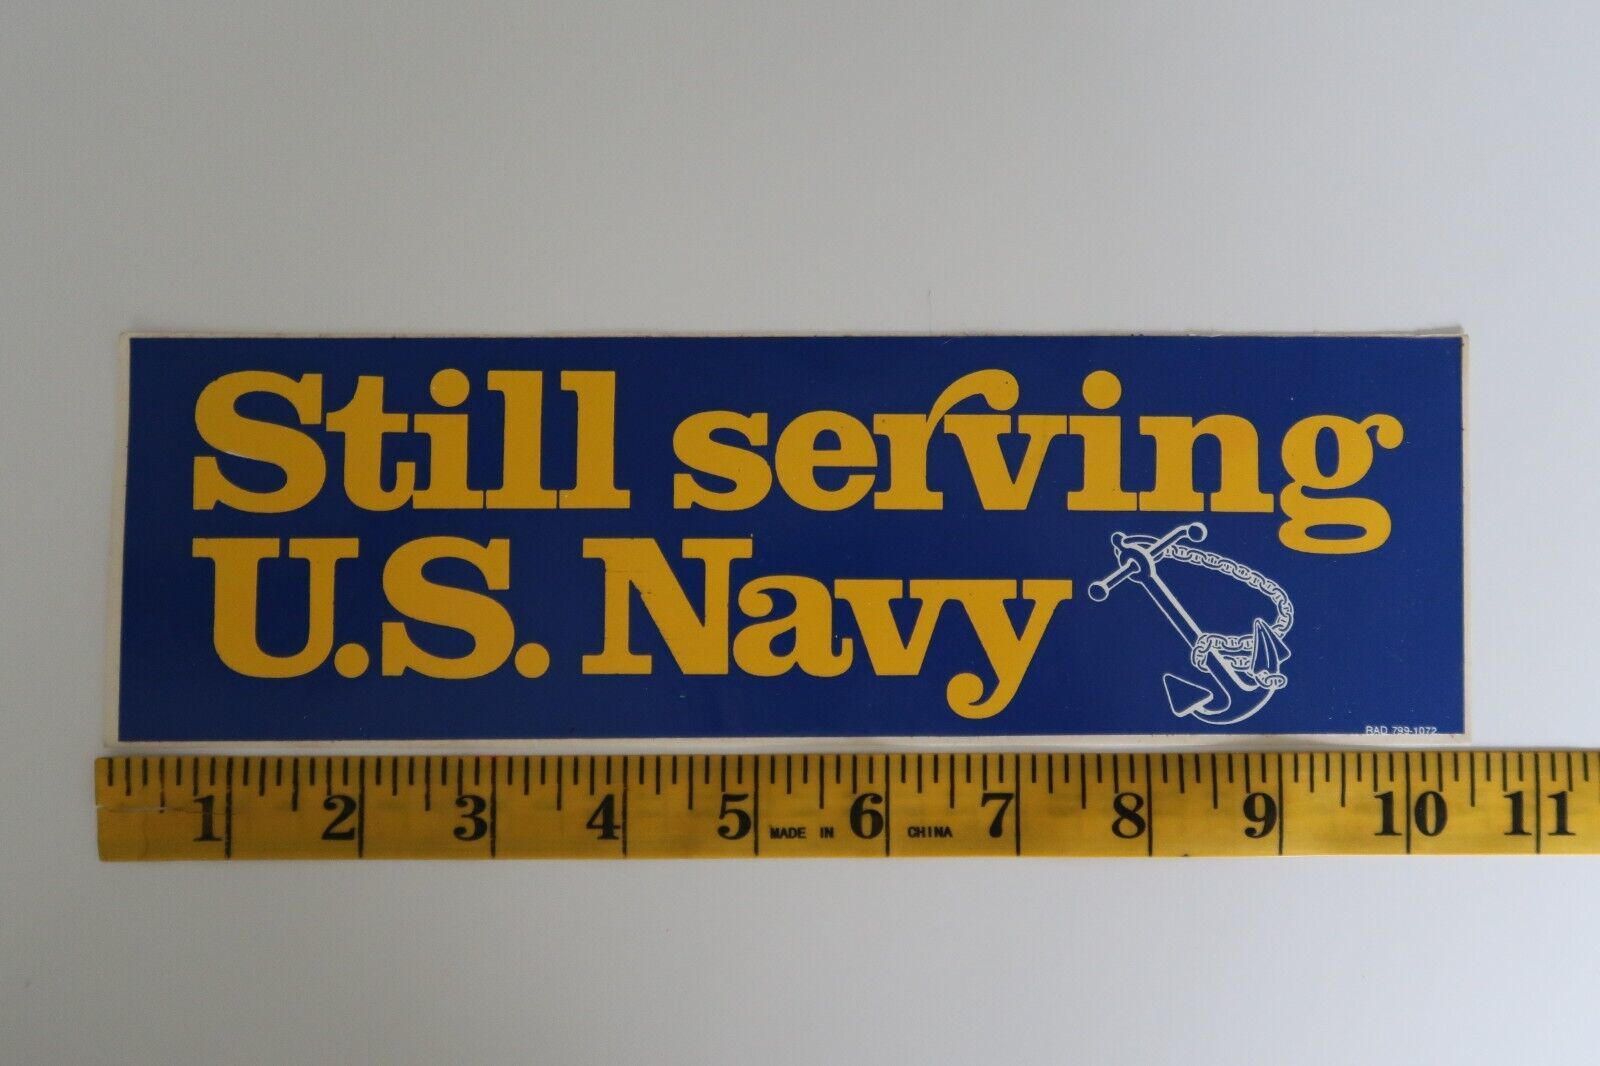 Still serving
U.S. Navy
RAD 799-1072
1 2 3 4 5 MADE IN 6 CHINA 7 8 9 10 11